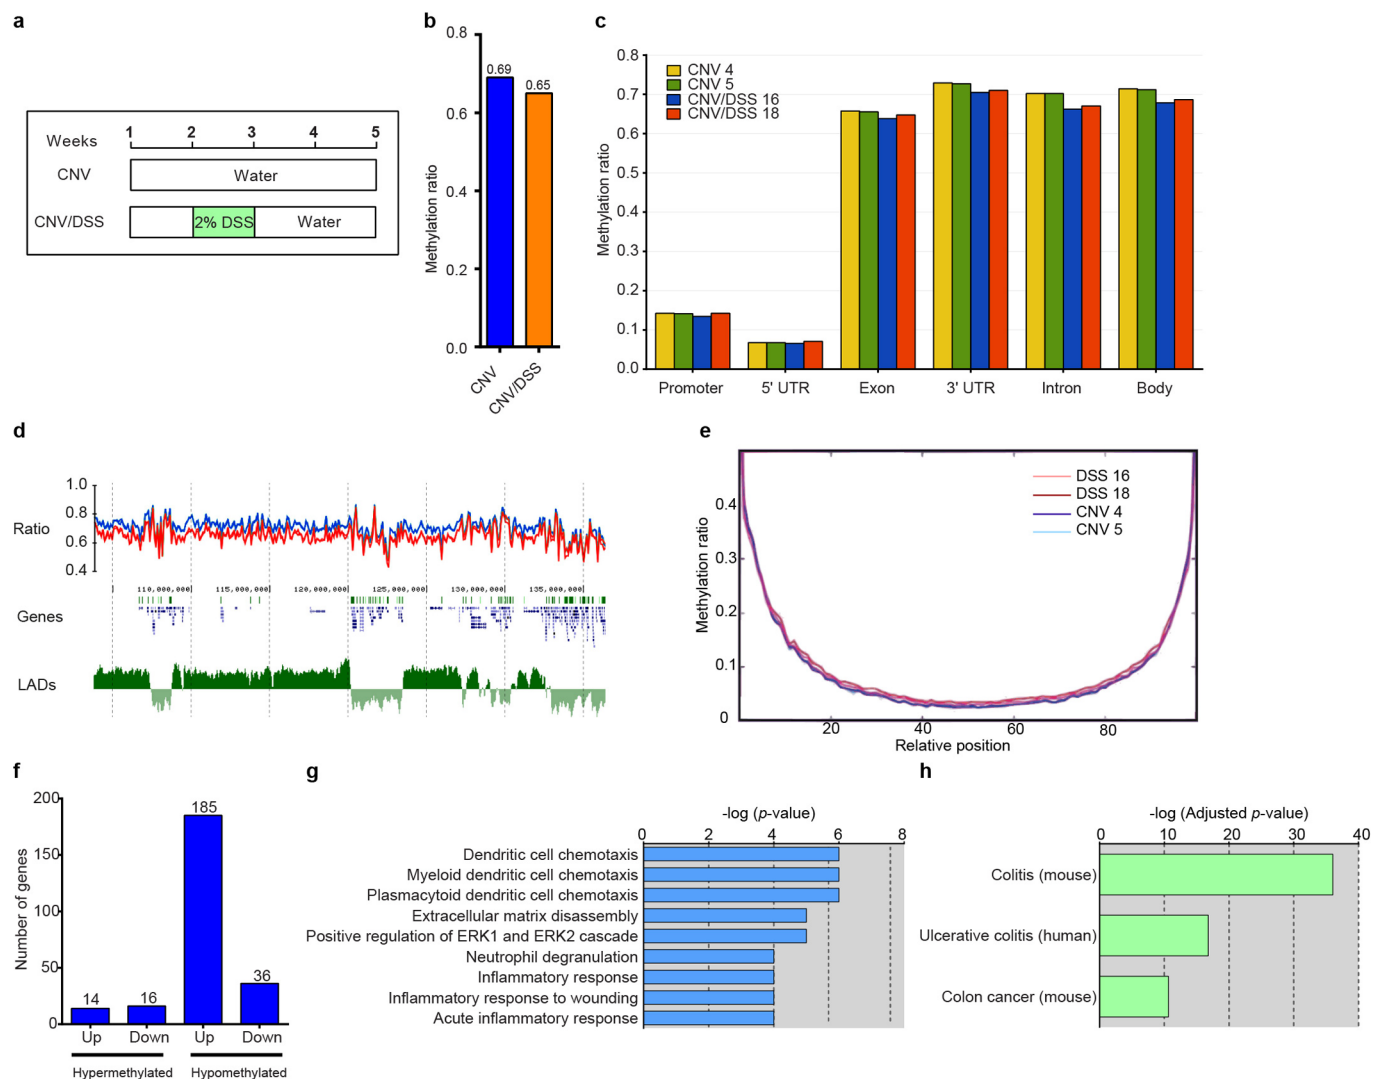 a
Weeks
1 2 3 4 5
CNV
Water
CNV/DSS
2% DSS
Water
b
Methylation ratio
0.8
0.6
0.4
0.2
0.0
0.69
0.65
CNV
CNV/DSS
c
Methylation ratio
0.8
0.7
0.6
0.5
0.4
0.3
0.2
0.1
0.0
CNV 4
CNV 5
CNV/DSS 16
CNV/DSS 18
Promoter 5' UTR Exon 3' UTR Intron Body
d
Ratio
1.0
0.8
0.6
0.4
110,000,000 115,000,000 120,000,000 125,000,000 130,000,000 135,000,000
Genes
LADs
e
Methylation ratio
0.4
0.3
0.2
0.1
0
DSS 16
DSS 18
CNV 4
CNV 5
20 40 60 80
Relative position
f
Number of genes
200
150
100
50
0
14 16 185 36
Up Down Up Down
Hypermethylated Hypomethylated
g
-log (p-value)
0 2 4 6 8
Dendritic cell chemotaxis
Myeloid dendritic cell chemotaxis
Plasmacytoid dendritic cell chemotaxis
Extracellular matrix disassembly
Positive regulation of ERK1 and ERK2 cascade
Neutrophil degranulation
Inflammatory response
Inflammatory response to wounding
Acute inflammatory response
h
-log (Adjusted p-value)
0 10 20 30 40
Colitis (mouse)
Ulcerative colitis (human)
Colon cancer (mouse)